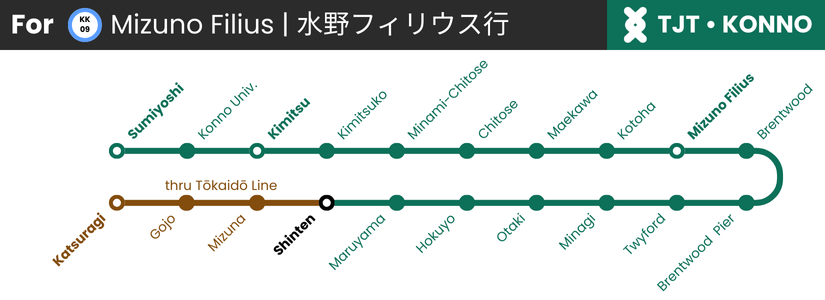 For KK 09 Mizuno Filius | 水野フィリウス行 TJT • KONNO
Sumiyoshi
Konno Univ.
Kimitsu
Kimitsuko
Minami-Chitose
Chitose
Maekawa
Kotoha
Mizuno Filius
Brentwood
thru Tōkaidō Line
Katsuragi
Gojo
Mizuna
Shinten
Maruyama
Hokuyo
Otaki
Minagi
Twyford
Brentwood Pier